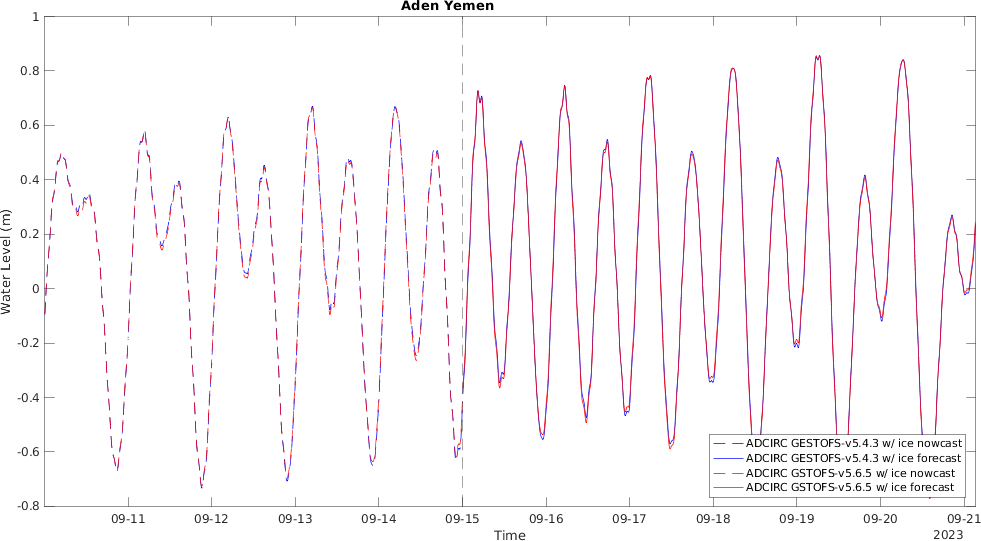 Aden Yemen
1
0.8
0.6
0.4
0.2
0
-0.2
-0.4
-0.6
-0.8
Water Level (m)
ADCIRC GESTOFS-v5.4.3 w/ ice nowcast
ADCIRC GESTOFS-v5.4.3 w/ ice forecast
ADCIRC GSTOFS-v5.6.5 w/ ice nowcast
ADCIRC GSTOFS-v5.6.5 w/ ice forecast
09-11 09-12 09-13 09-14 09-15 09-16 09-17 09-18 09-19 09-20 09-21
Time
2023